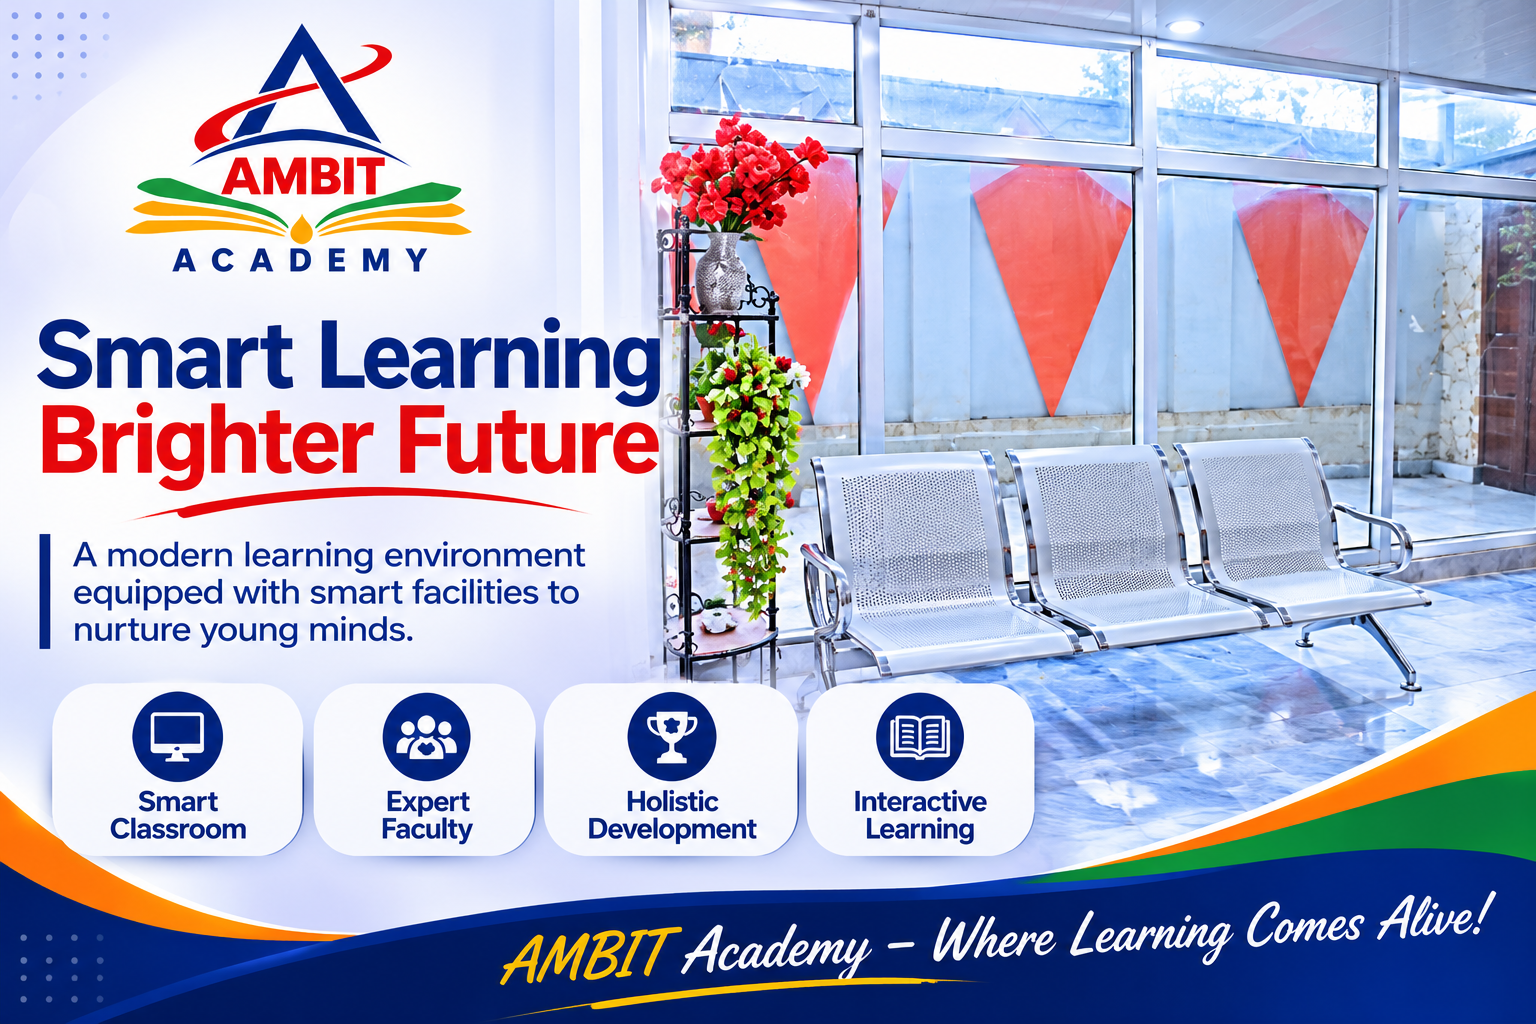 AMBIT
ACADEMY
Smart Learning
Brighter Future
A modern learning environment
equipped with smart facilities to
nurture young minds.
Smart
Classroom
Expert
Faculty
Holistic
Development
Interactive
Learning
AMBIT Academy – Where Learning Comes Alive!